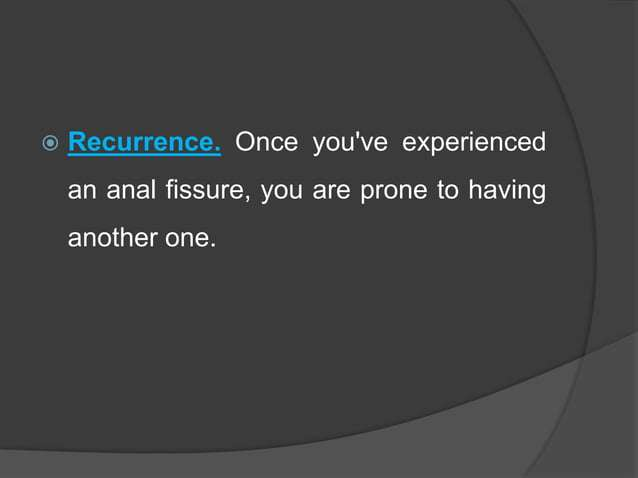 Recurrence. Once you've experienced
an anal fissure, you are prone to having
another one.